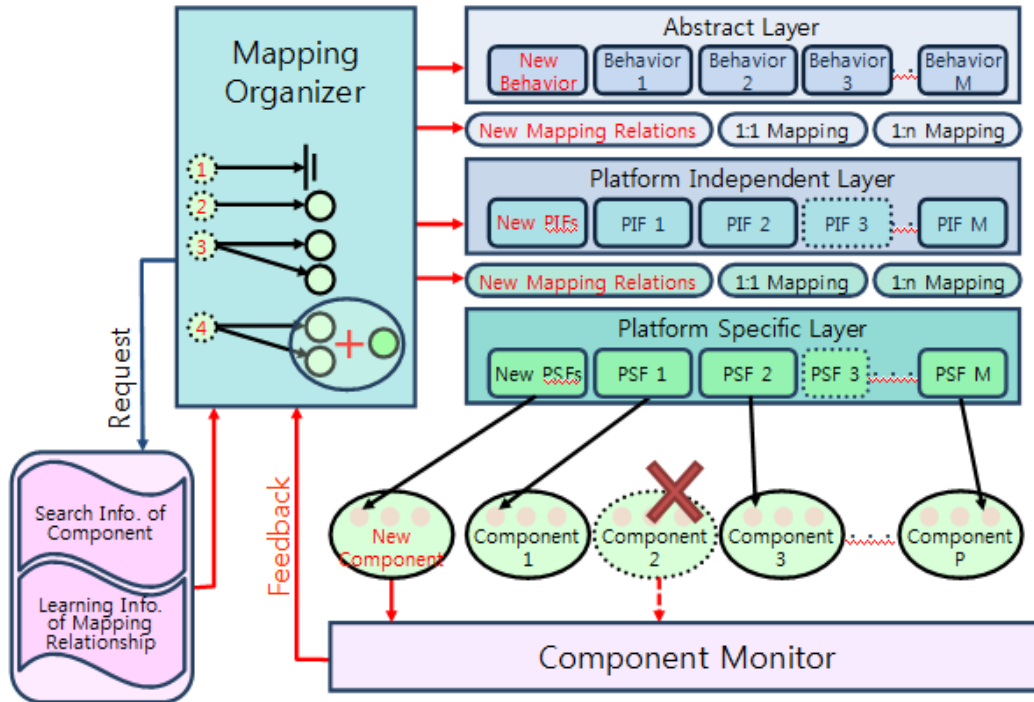 Mapping
Organizer
1
2
3
4
+
Abstract Layer
New
Behavior
Behavior
1
Behavior
2
Behavior
3
Behavior
M
New Mapping Relations
1:1 Mapping
1:n Mapping
Platform Independent Layer
New PIFs
PIF 1
PIF 2
PIF 3
PIF M
New Mapping Relations
1:1 Mapping
1:n Mapping
Platform Specific Layer
New PSFs
PSF 1
PSF 2
PSF 3
PSF M
Request
Search Info. of
Component
Learning Info.
of Mapping
Relationship
Feedback
New
Component
Component
1
Component
2
Component
3
Component
P
Component Monitor